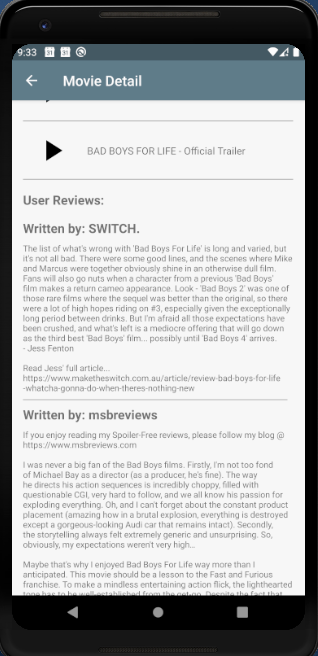 9:33 31 31
Movie Detail
BAD BOYS FOR LIFE - Official Trailer
User Reviews:
Written by: SWITCH.
The list of what's wrong with 'Bad Boys For Life' is long and varied, but
it's not all bad. There were some good lines, and the scenes where Mike
and Marcus were together obviously shine in an otherwise dull film.
Fans will also go nuts when a character from a previous 'Bad Boys'
film makes a return cameo appearance. Look - 'Bad Boys 2' was one of
those rare films where the sequel was better than the original, so there
were a lot of high hopes riding on #3, especially given the exceptionally
long period between drinks. But I'm afraid all those expectations have
been crushed, and what's left is a mediocre offering that will go down
as the third best 'Bad Boys' film... possibly until 'Bad Boys 4' arrives.
- Jess Fenton
Read Jess' full article...
https://www.maketheswitch.com.au/article/review-bad-boys-for-life
-whatcha-gonna-do-when-theres-nothing-new
Written by: msbreviews
If you enjoy reading my Spoiler-Free reviews, please follow my blog @
https://www.msbreviews.com
I was never a big fan of the Bad Boys films. Firstly, I'm not too fond
of Michael Bay as a director (as a producer, he's fine). The way
he directs his action sequences is incredibly choppy, filled with
questionable CGI, very hard to follow, and we all know his passion for
exploding everything. Oh, and I can't forget about the constant product
placement (amazing how in a brutal explosion, everything is destroyed
except a gorgeous-looking Audi car that remains intact). Secondly,
the storytelling always felt extremely generic and unsurprising. So,
obviously, my expectations weren't very high...
Maybe that's why I enjoyed Bad Boys For Life way more than I
anticipated. This movie should be a lesson to the Fast and Furious
franchise. To make a mindless entertaining action flick, the lighthearted
tone has to be well-established from the get-go. Despite the fact that